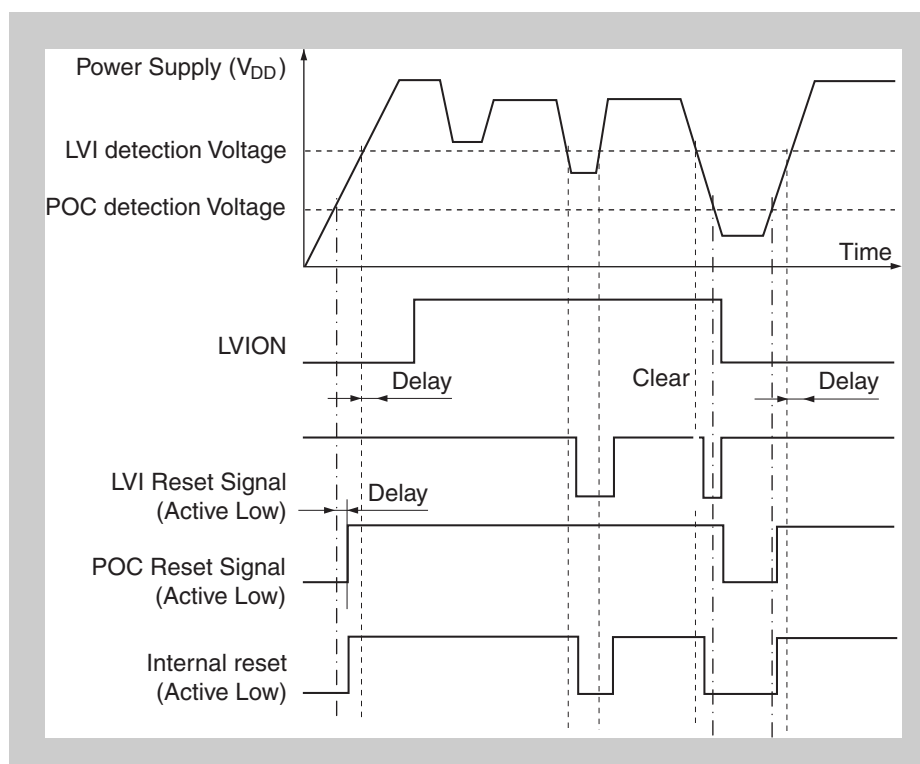 Power Supply (VDD)
LVI detection Voltage
POC detection Voltage
Time
LVION
Delay
Clear
Delay
LVI Reset Signal
(Active Low)
Delay
POC Reset Signal
(Active Low)
Internal reset
(Active Low)